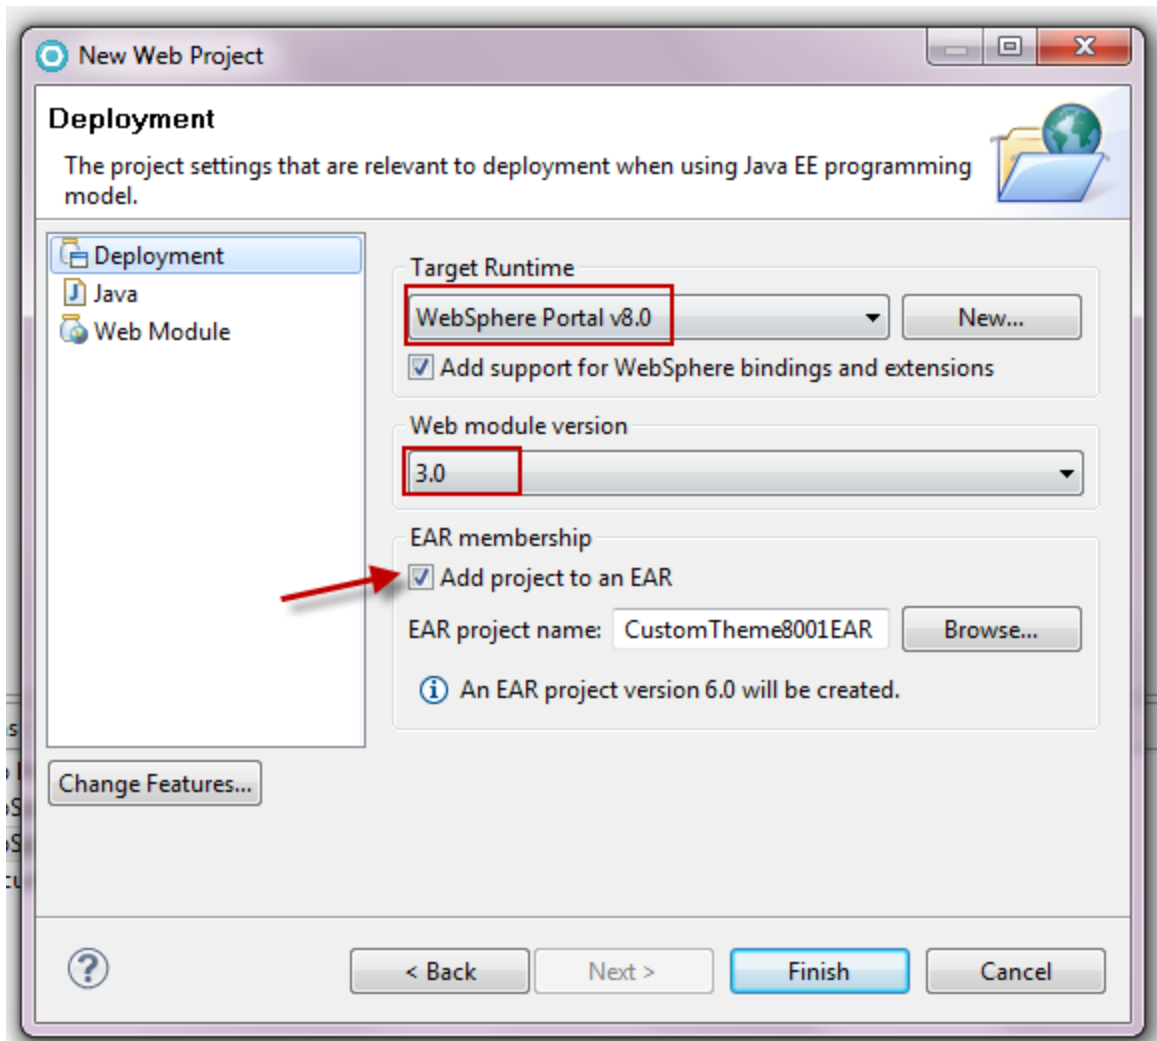 New Web Project
Deployment
The project settings that are relevant to deployment when using Java EE programming
model.
Deployment
Java
Web Module
Target Runtime
WebSphere Portal v8.0
New...
Add support for WebSphere bindings and extensions
Web module version
3.0
EAR membership
Add project to an EAR
EAR project name: CustomTheme8001EAR Browse...
An EAR project version 6.0 will be created.
Change Features...
< Back Next > Finish Cancel